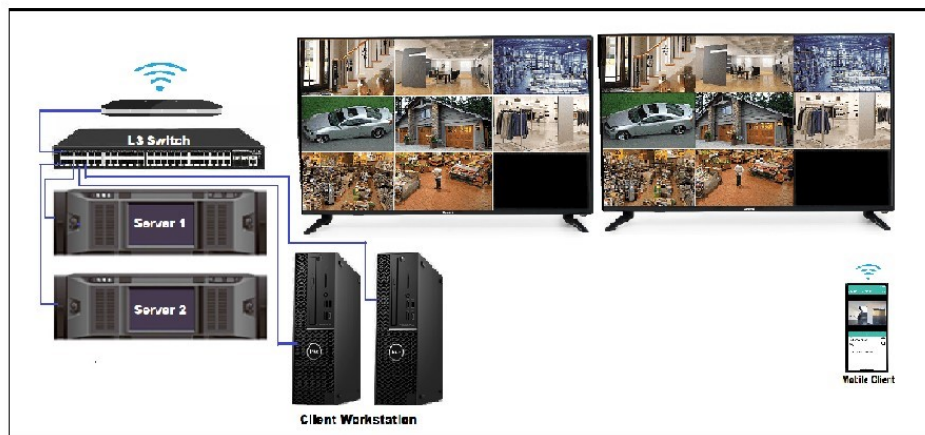 L3 Switch
Server 1
Server 2
Client Workstation
Mobile Client